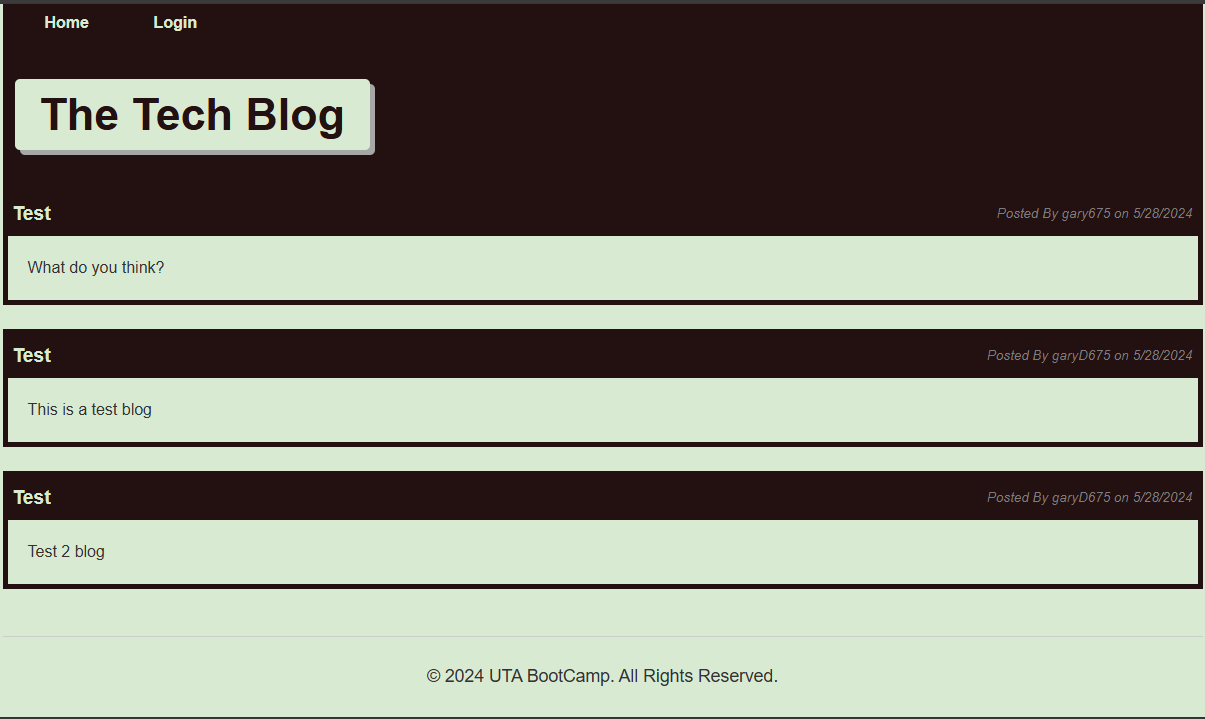 Home Login
The Tech Blog
Test Posted By gary675 on 5/28/2024
What do you think?
Test Posted By garyD675 on 5/28/2024
This is a test blog
Test Posted By garyD675 on 5/28/2024
Test 2 blog
© 2024 UTA BootCamp. All Rights Reserved.